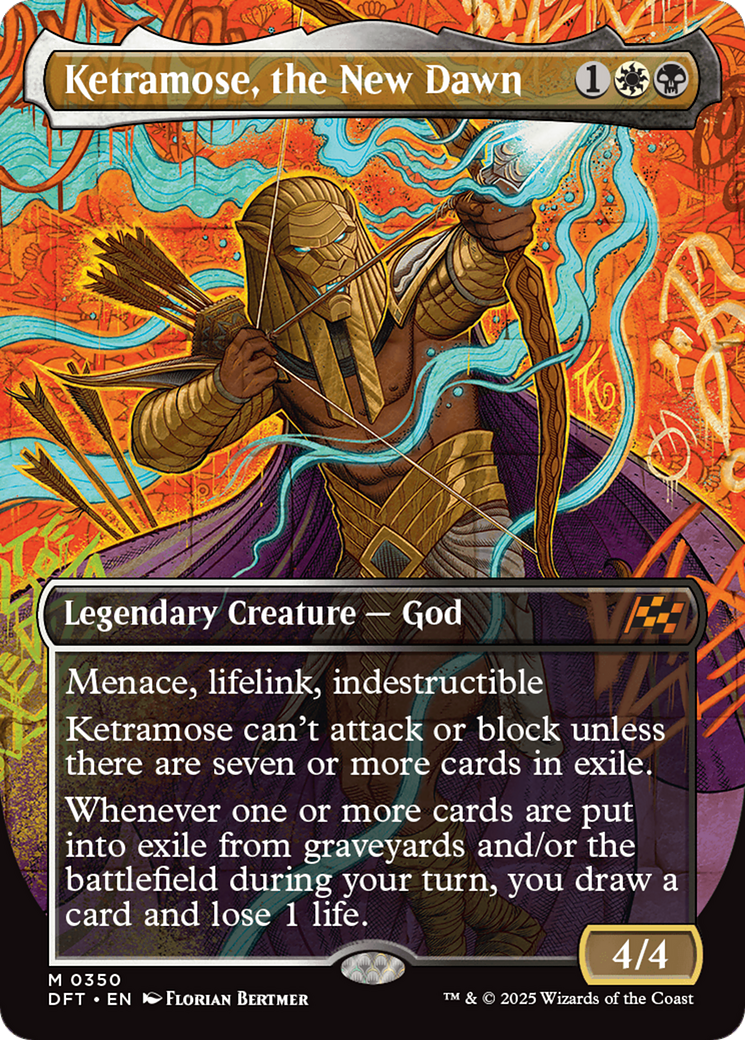 Ketramose, the New Dawn 1
Legendary Creature — God
Menace, lifelink, indestructible
Ketramose can't attack or block unless
there are seven or more cards in exile.
Whenever one or more cards are put
into exile from graveyards and/or the
battlefield during your turn, you draw a
card and lose 1 life.
4/4
M 0350
DFT • EN Florian Bertmer
™ & © 2025 Wizards of the Coast